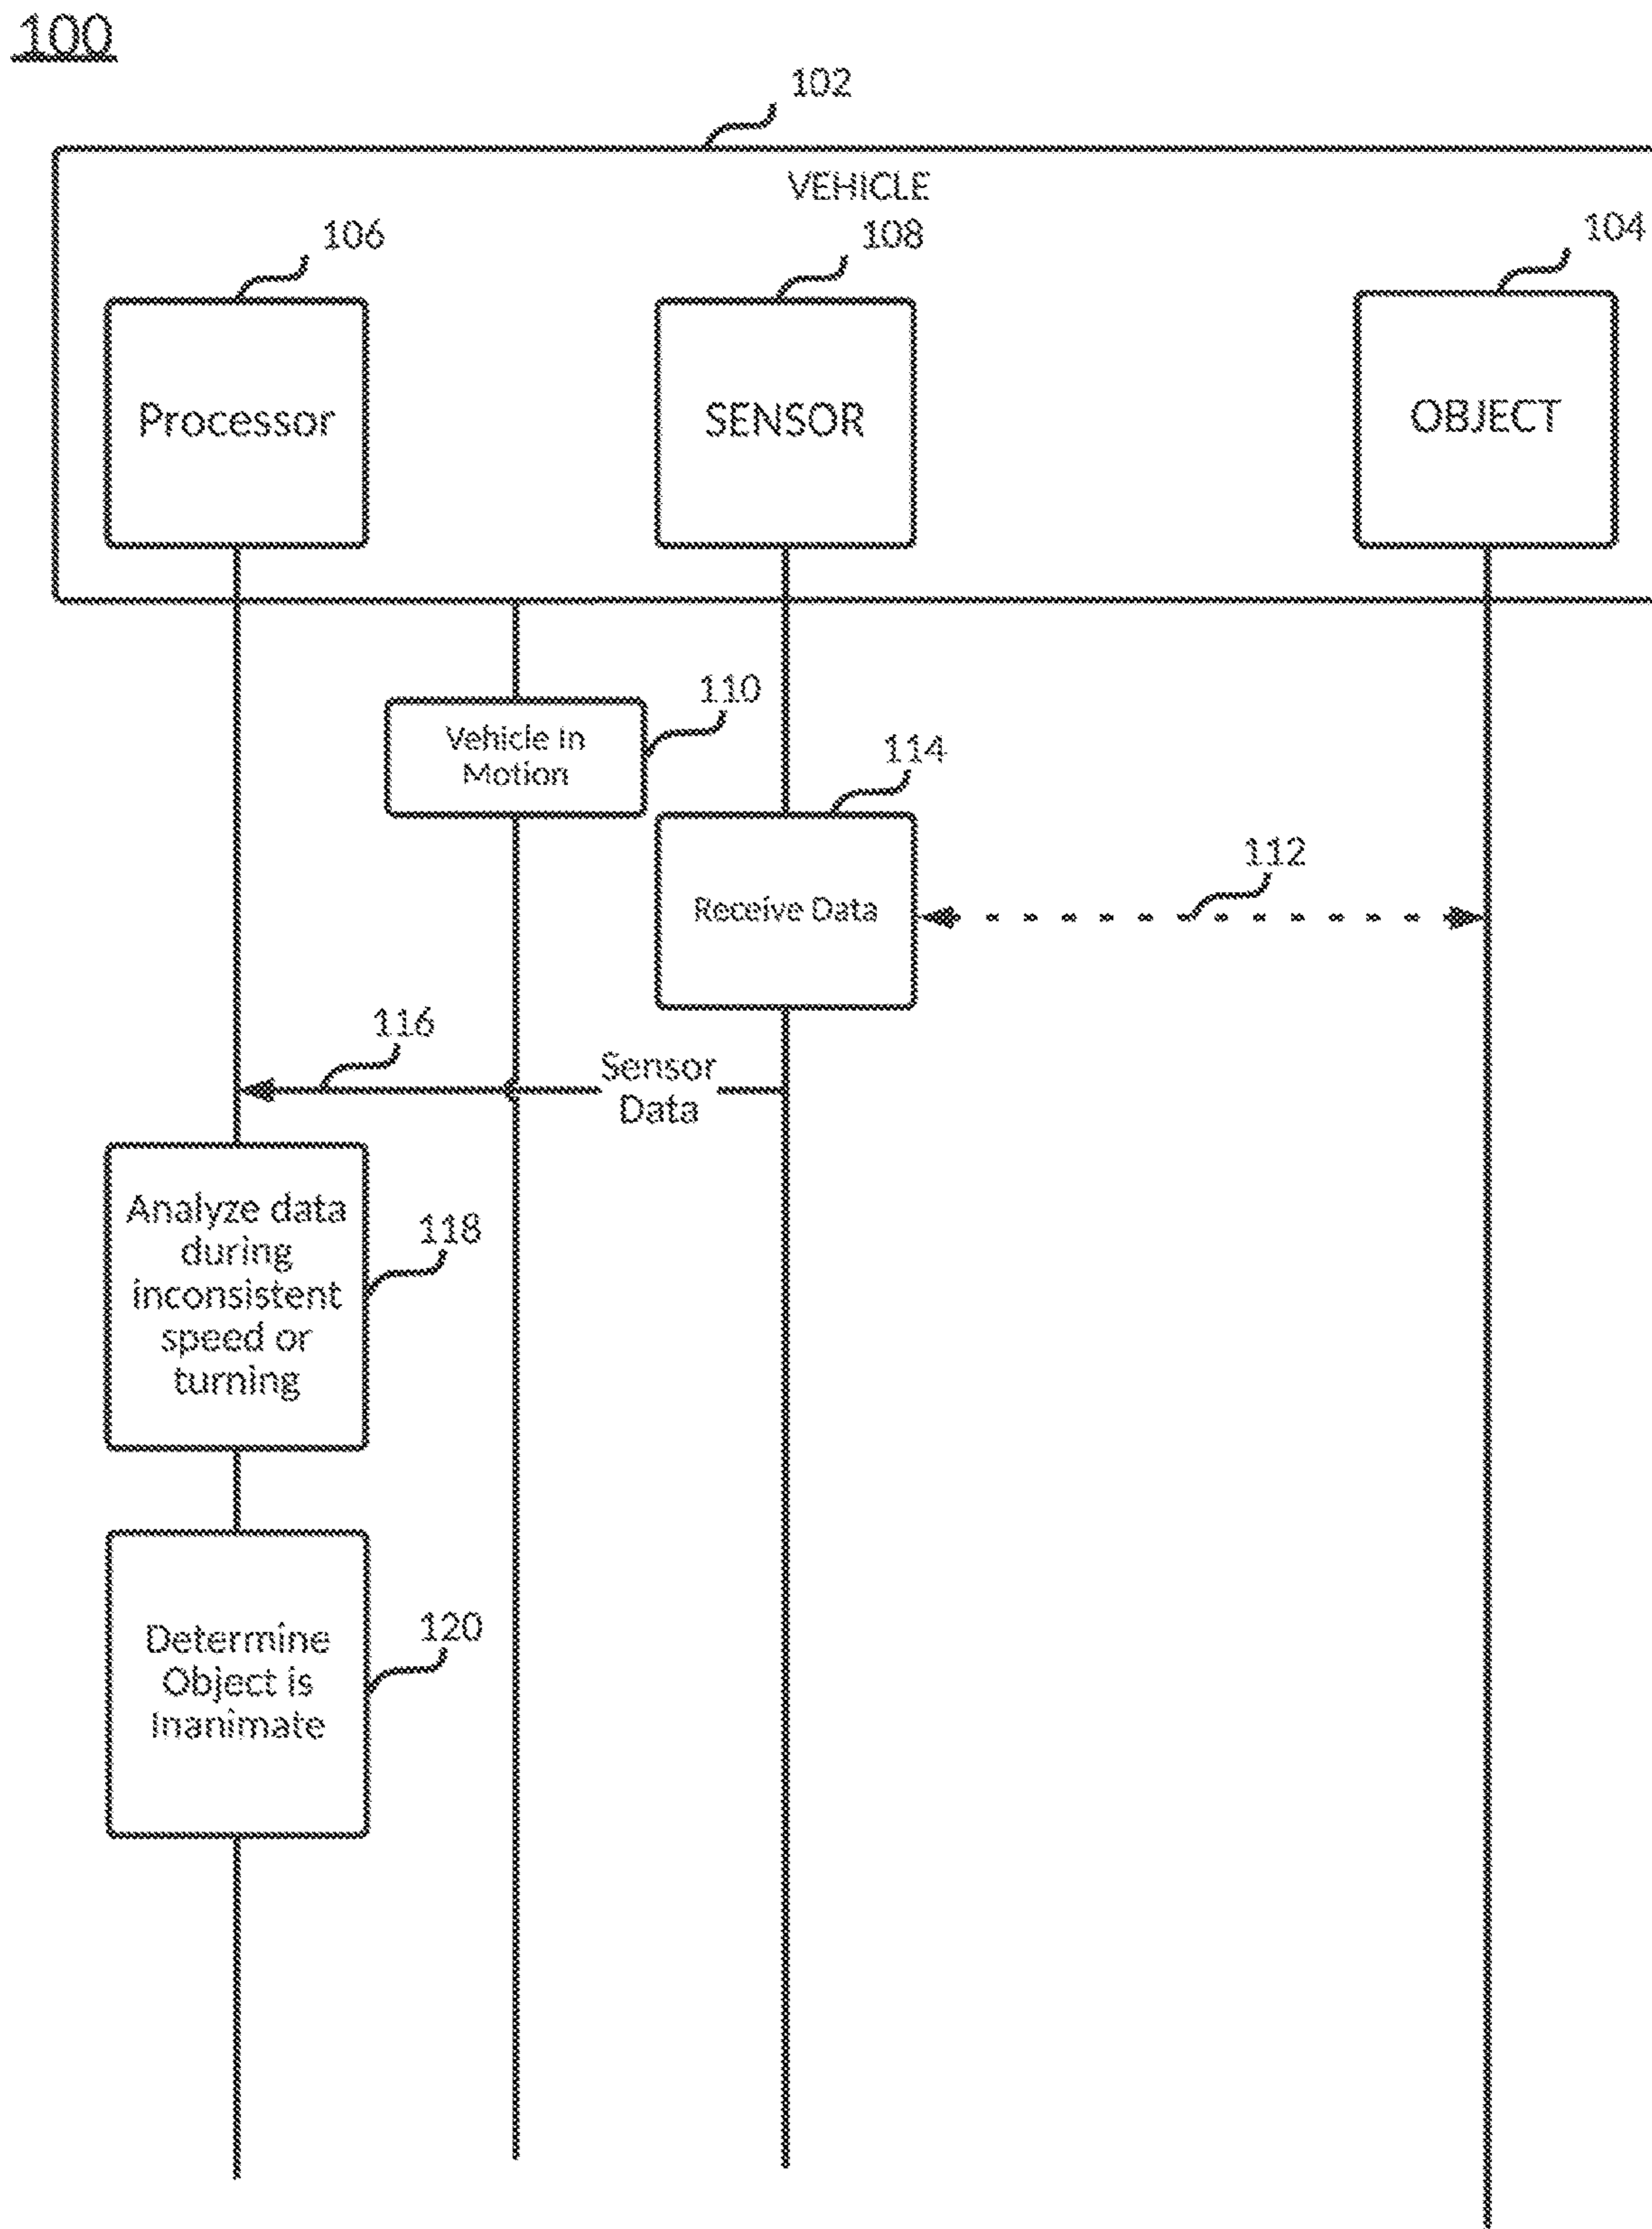 100
102
VEHICLE
106
108
104
Processor
SENSOR
OBJECT
110
Vehicle In
Motion
114
Receive Data
112
116
Sensor
Data
Analyze data
during
inconsistent
speed or
turning
118
Determine
Object is
Inanimate
120